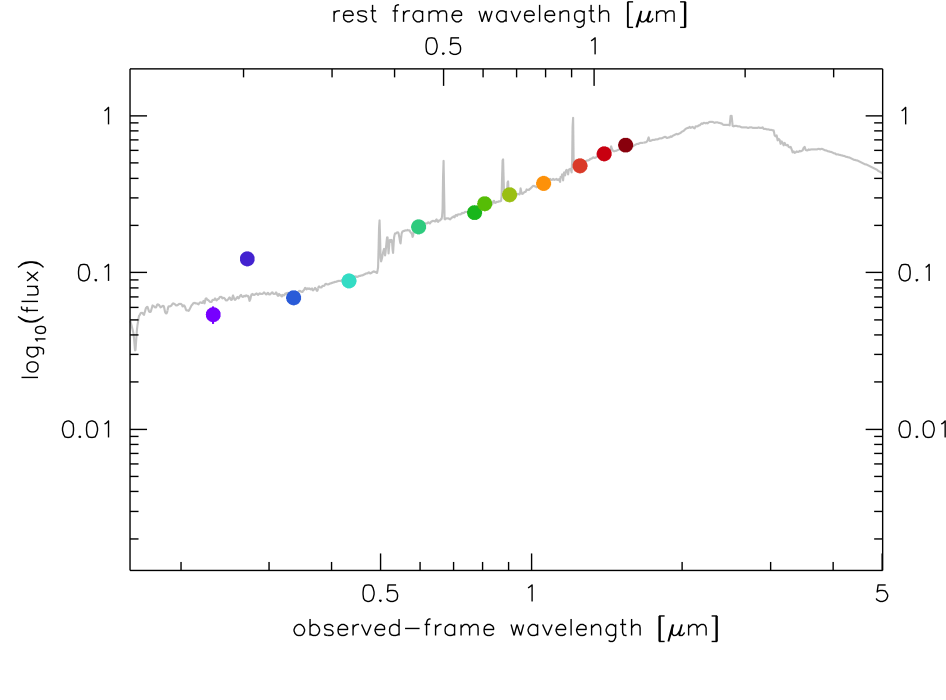 rest frame wavelength [μm]
0.5 1
1 1
0.1 0.1
0.01 0.01
log10(flux)
0.5 1 5
observed-frame wavelength [μm]